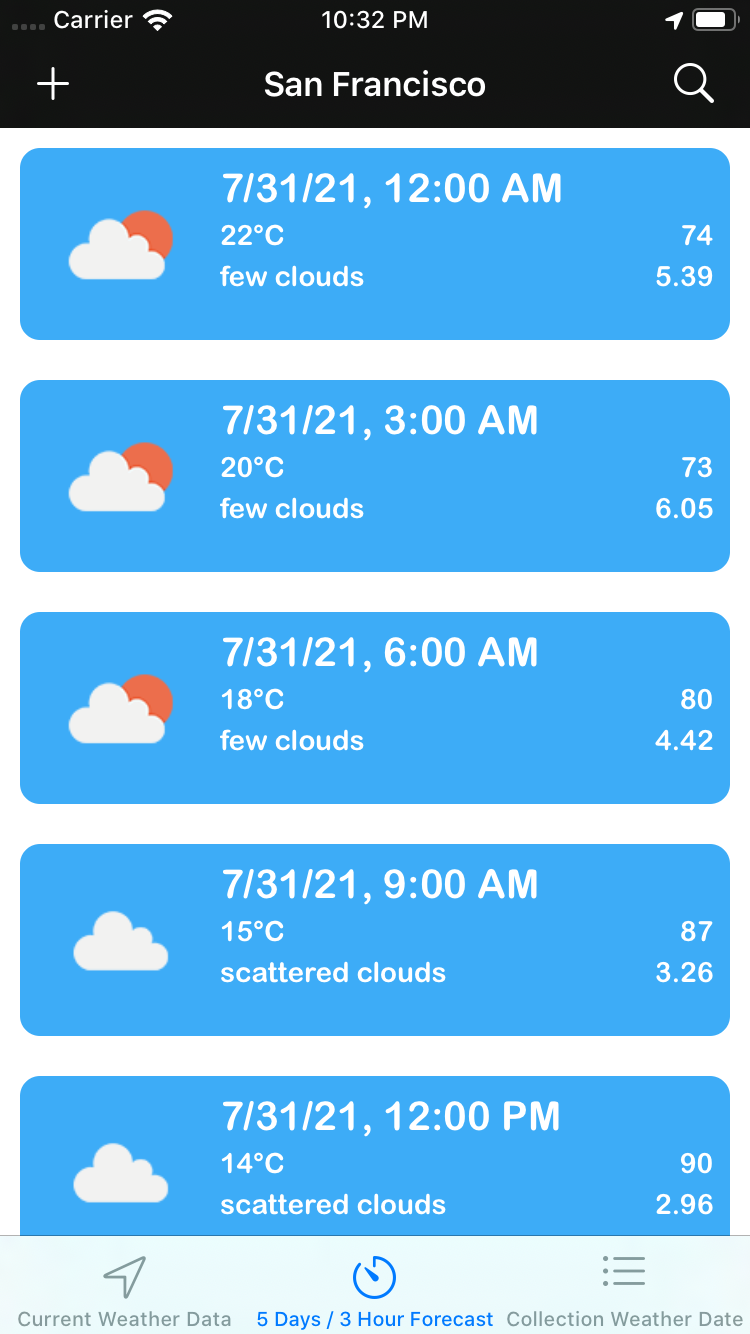 Carrier 10:32 PM
San Francisco
7/31/21, 12:00 AM
22°C 74
few clouds 5.39
7/31/21, 3:00 AM
20°C 73
few clouds 6.05
7/31/21, 6:00 AM
18°C 80
few clouds 4.42
7/31/21, 9:00 AM
15°C 87
scattered clouds 3.26
7/31/21, 12:00 PM
14°C 90
scattered clouds 2.96
Current Weather Data 5 Days / 3 Hour Forecast Collection Weather Date